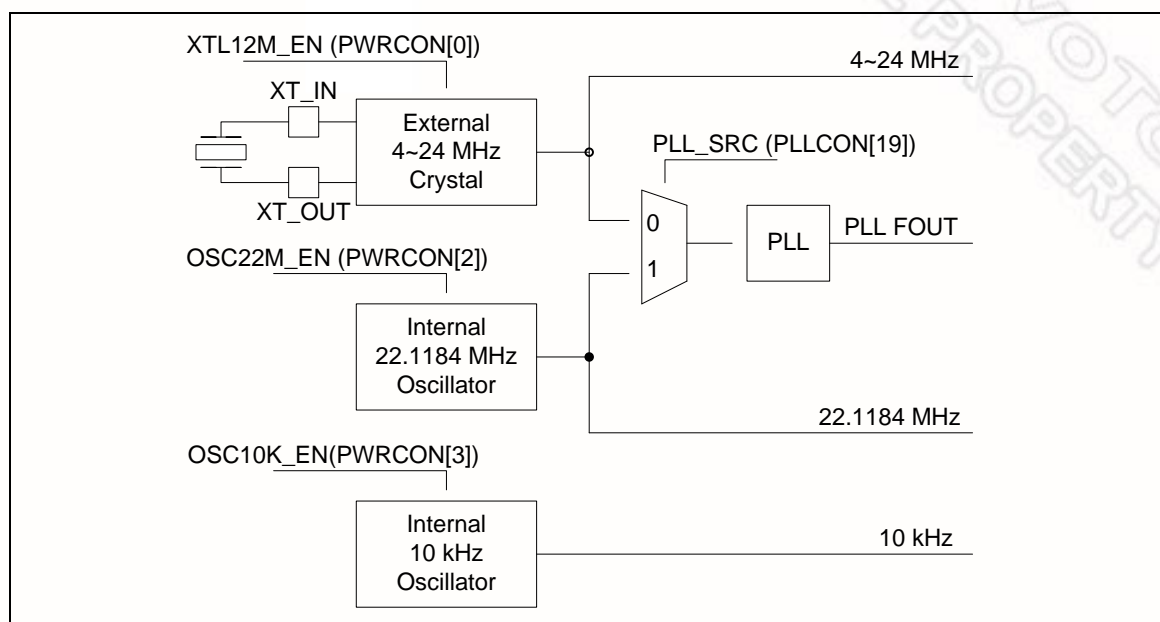 XTL12M_EN (PWRCON[0])
XT_IN
External
4~24 MHz
Crystal
XT_OUT
4~24 MHz
PLL_SRC (PLLCON[19])
0
1
PLL
PLL FOUT
OSC22M_EN (PWRCON[2])
Internal
22.1184 MHz
Oscillator
22.1184 MHz
OSC10K_EN(PWRCON[3])
Internal
10 kHz
Oscillator
10 kHz
PROPERTY